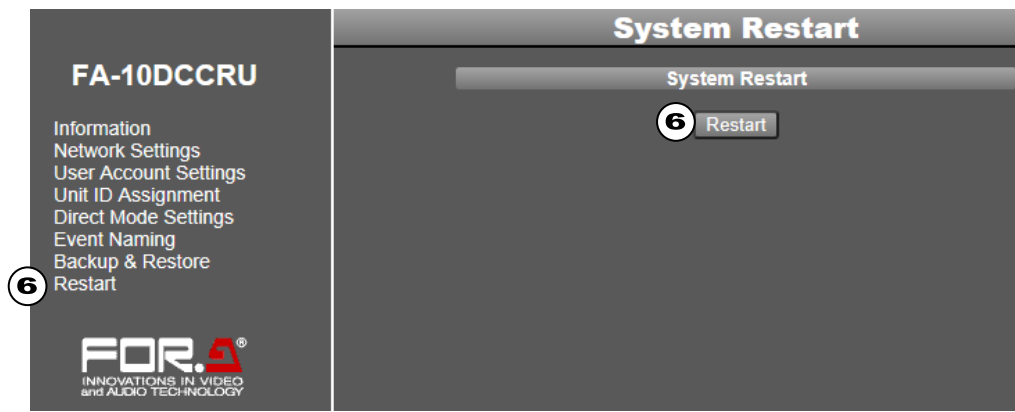 FA-10DCCRU
Information
Network Settings
User Account Settings
Unit ID Assignment
Direct Mode Settings
Event Naming
Backup & Restore
6 Restart
FOR.A®
INNOVATIONS IN VIDEO
and AUDIO TECHNOLOGY
System Restart
System Restart
6 Restart